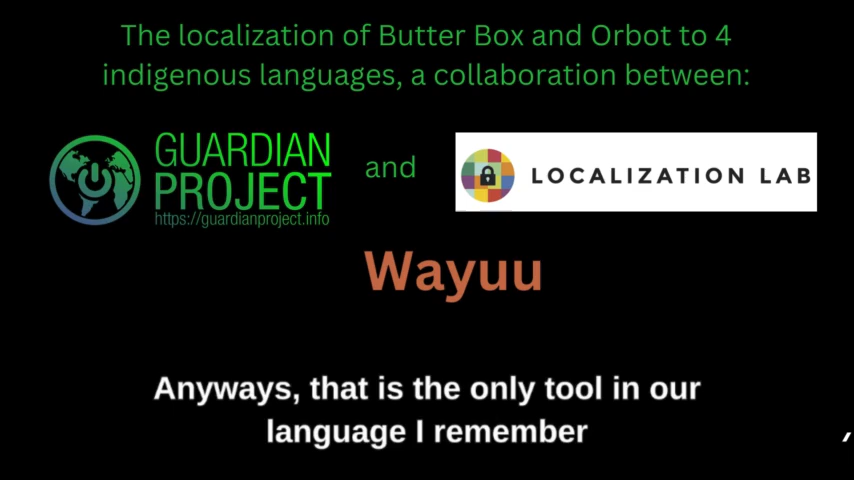 The localization of Butter Box and Orbot to 4
indigenous languages, a collaboration between:
GUARDIAN
PROJECT
https://guardianproject.info
and
LOCALIZATION LAB
Wayuu
Anyways, that is the only tool in our
language I remember
,